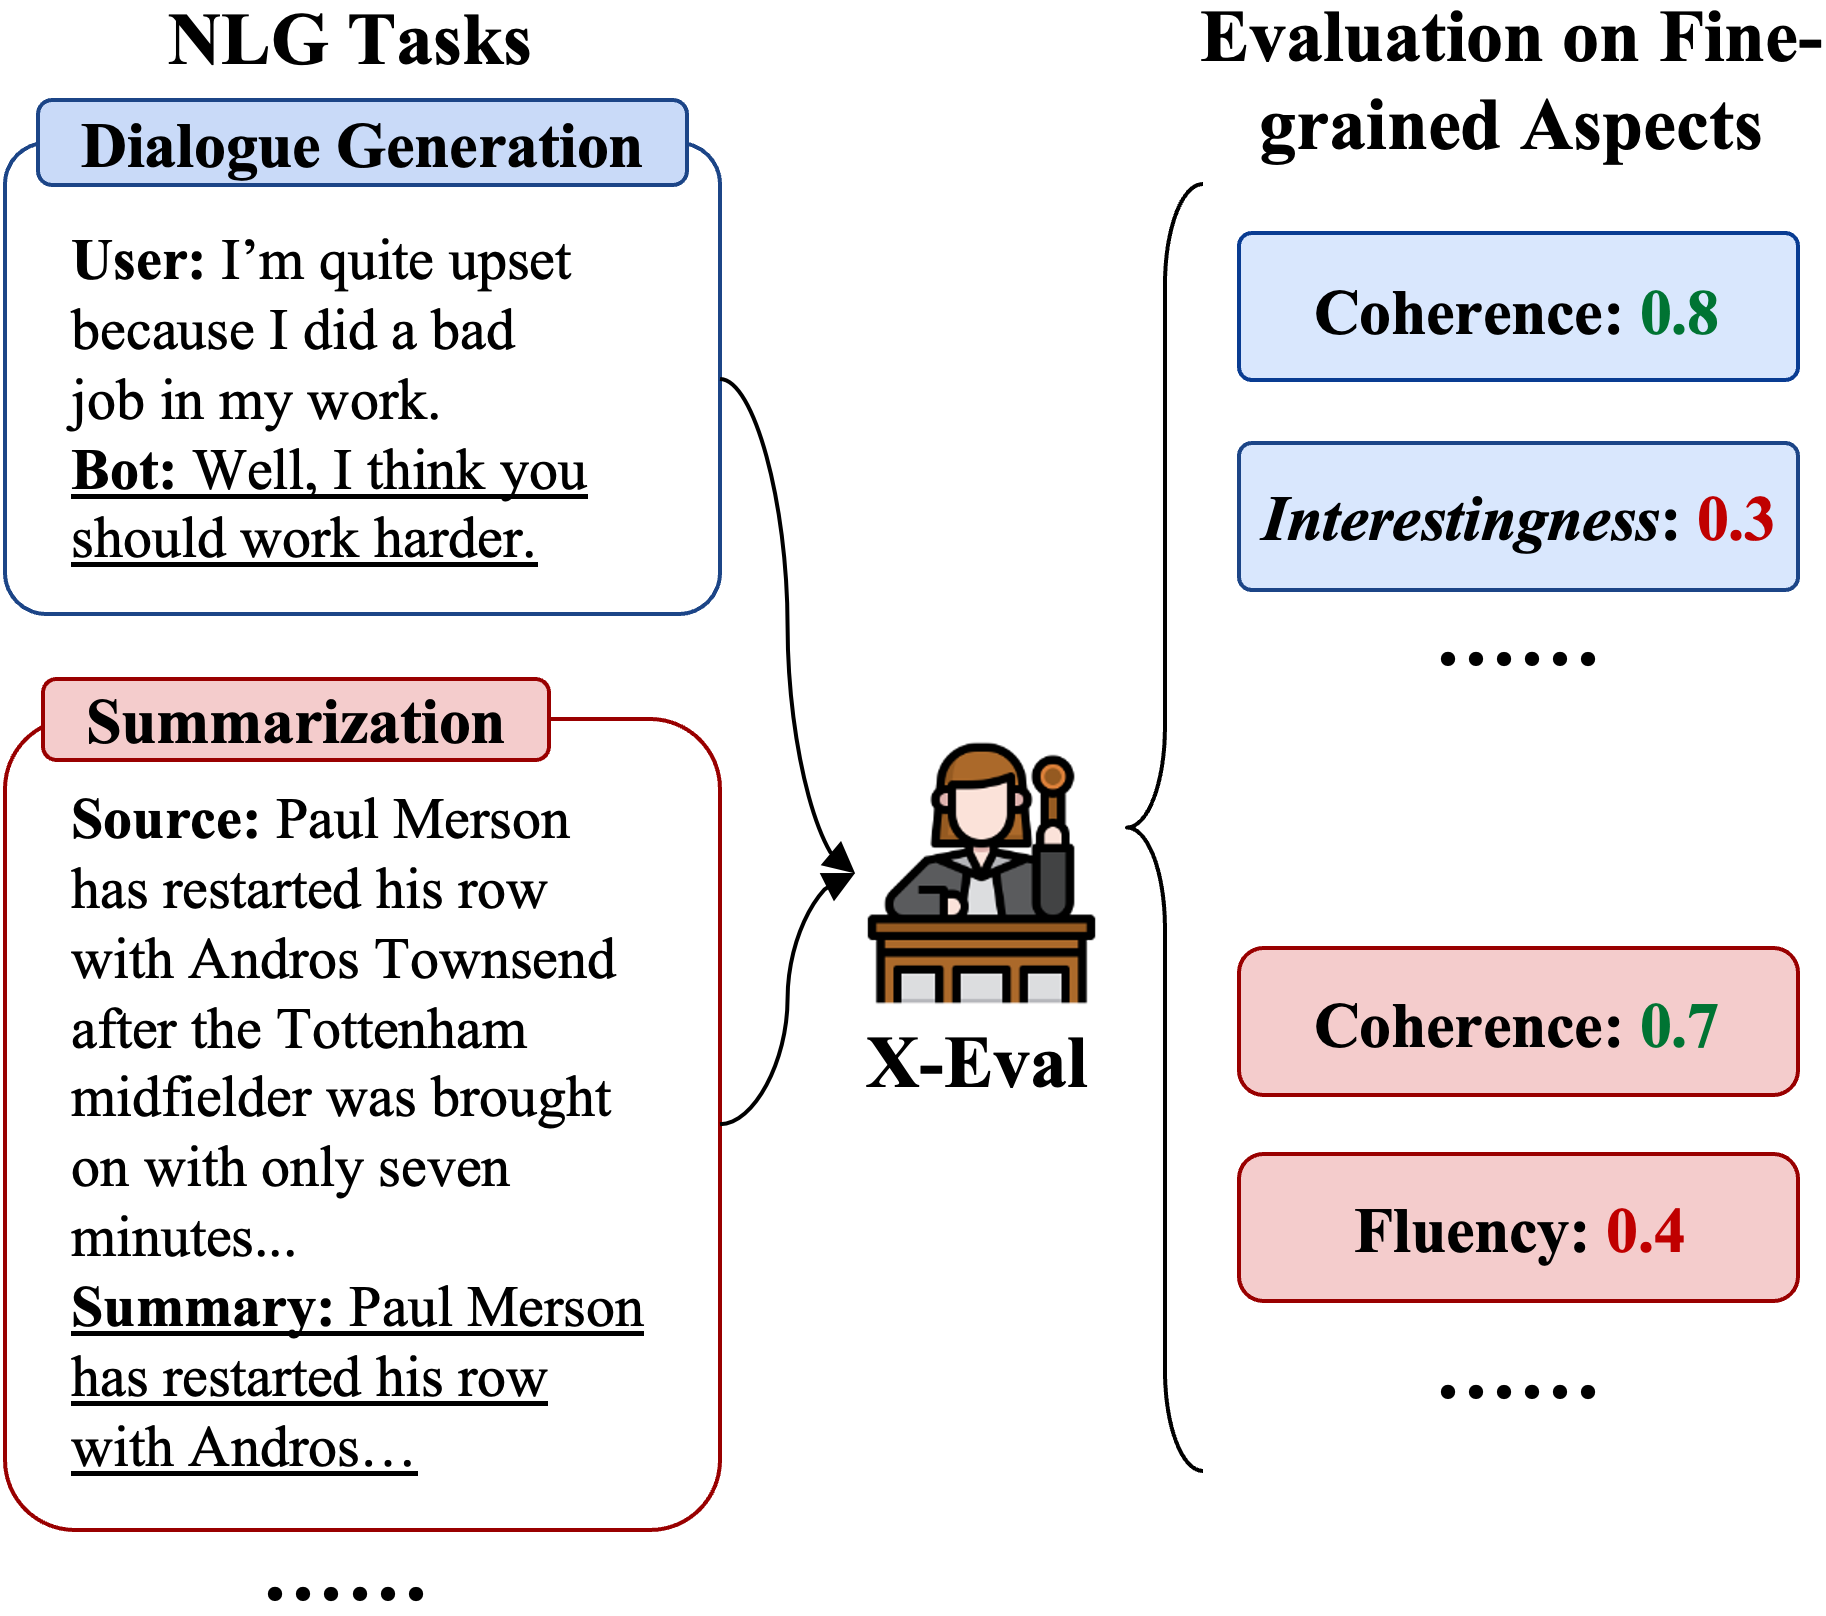 NLG Tasks
Dialogue Generation
User: I’m quite upset
because I did a bad
job in my work.
Bot: Well, I think you
should work harder.
Summarization
Source: Paul Merson
has restarted his row
with Andros Townsend
after the Tottenham
midfielder was brought
on with only seven
minutes...
Summary: Paul Merson
has restarted his row
with Andros…
......
X-Eval
Evaluation on Fine-
grained Aspects
Coherence: 0.8
Interestingness: 0.3
......
Coherence: 0.7
Fluency: 0.4
......